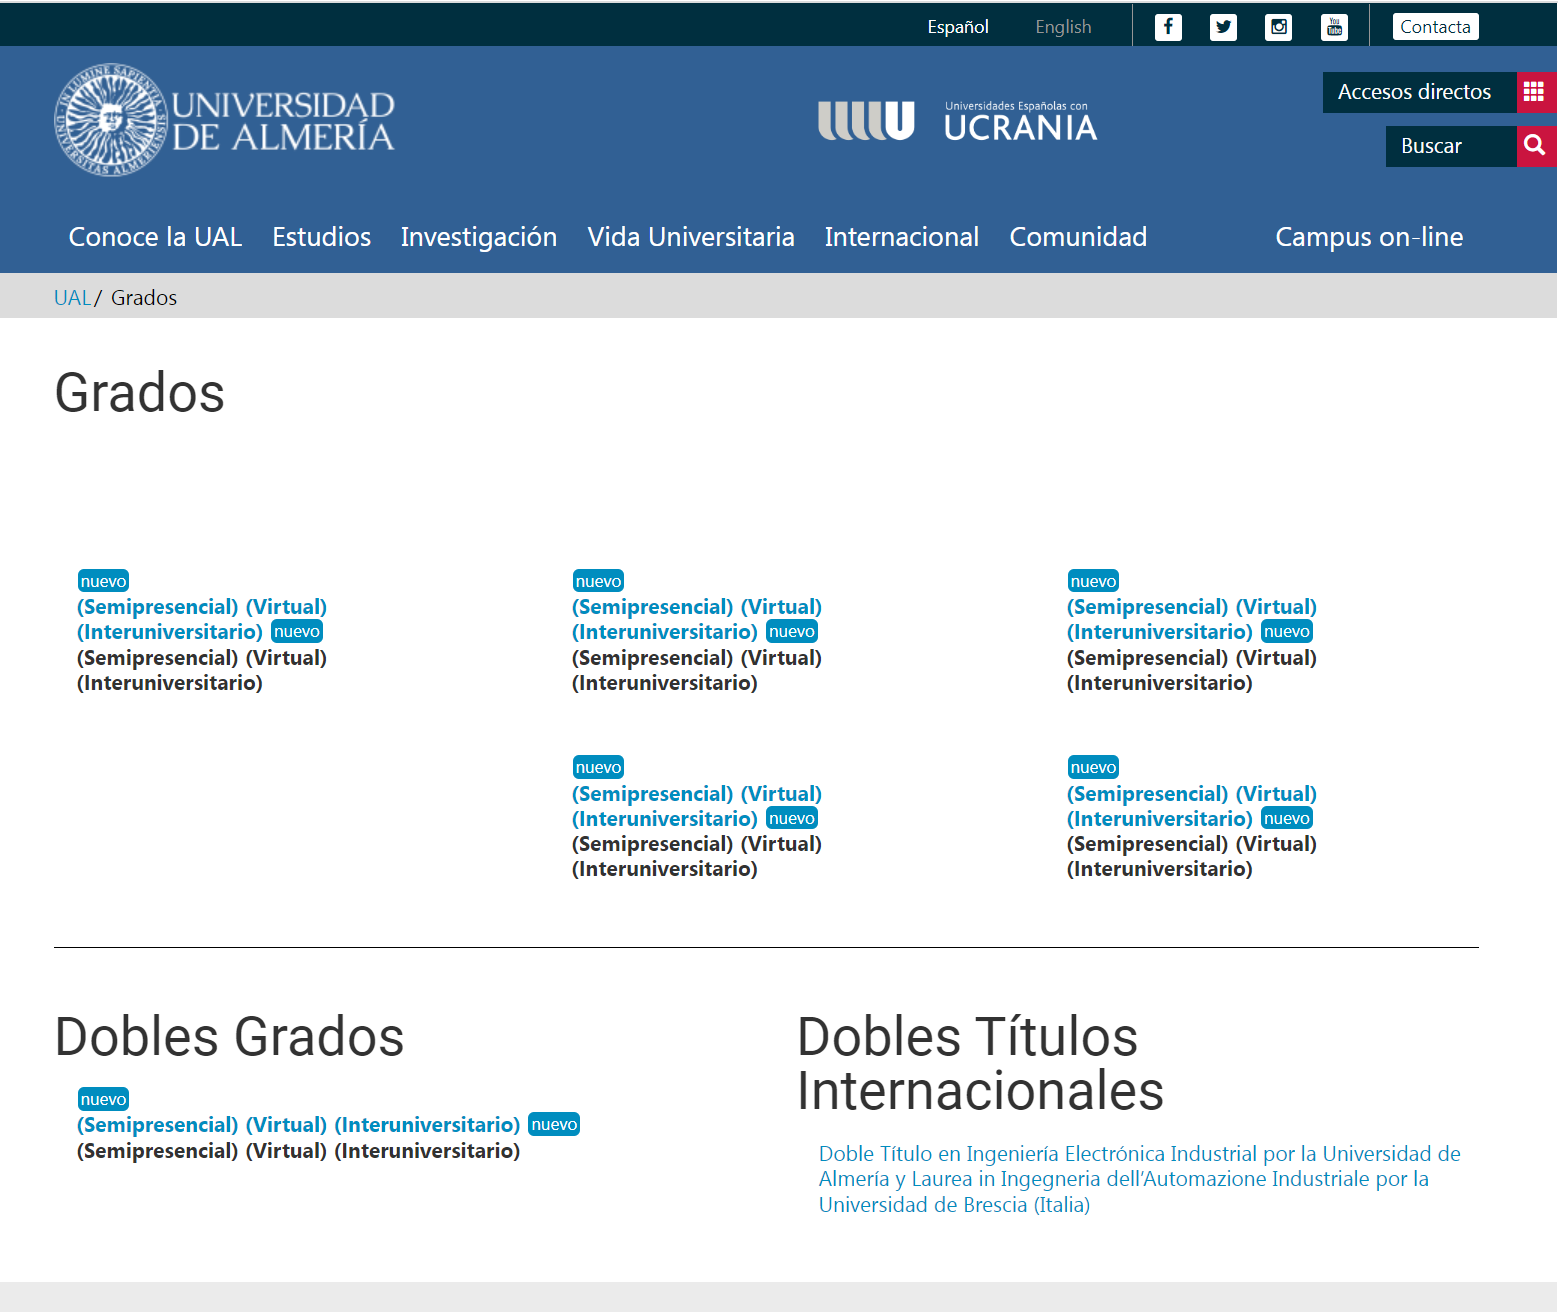 Español English Contacta
UNIVERSIDAD
DE ALMERÍA
IN LUMINE SAPIENTIA
UNIVERSITAS ALMERIENSIS
Universidades Españolas con
UCRANIA
Accesos directos
Buscar
Conoce la UAL Estudios Investigación Vida Universitaria Internacional Comunidad Campus on-line
UAL/ Grados
Grados
nuevo
(Semipresencial) (Virtual)
(Interuniversitario) nuevo
(Semipresencial) (Virtual)
(Interuniversitario)
nuevo
(Semipresencial) (Virtual)
(Interuniversitario) nuevo
(Semipresencial) (Virtual)
(Interuniversitario)
nuevo
(Semipresencial) (Virtual)
(Interuniversitario) nuevo
(Semipresencial) (Virtual)
(Interuniversitario)
nuevo
(Semipresencial) (Virtual)
(Interuniversitario) nuevo
(Semipresencial) (Virtual)
(Interuniversitario)
nuevo
(Semipresencial) (Virtual)
(Interuniversitario) nuevo
(Semipresencial) (Virtual)
(Interuniversitario)
Dobles Grados
nuevo
(Semipresencial) (Virtual) (Interuniversitario) nuevo
(Semipresencial) (Virtual) (Interuniversitario)
Dobles Títulos
Internacionales
Doble Título en Ingeniería Electrónica Industrial por la Universidad de
Almería y Laurea in Ingegneria dell’Automazione Industriale por la
Universidad de Brescia (Italia)